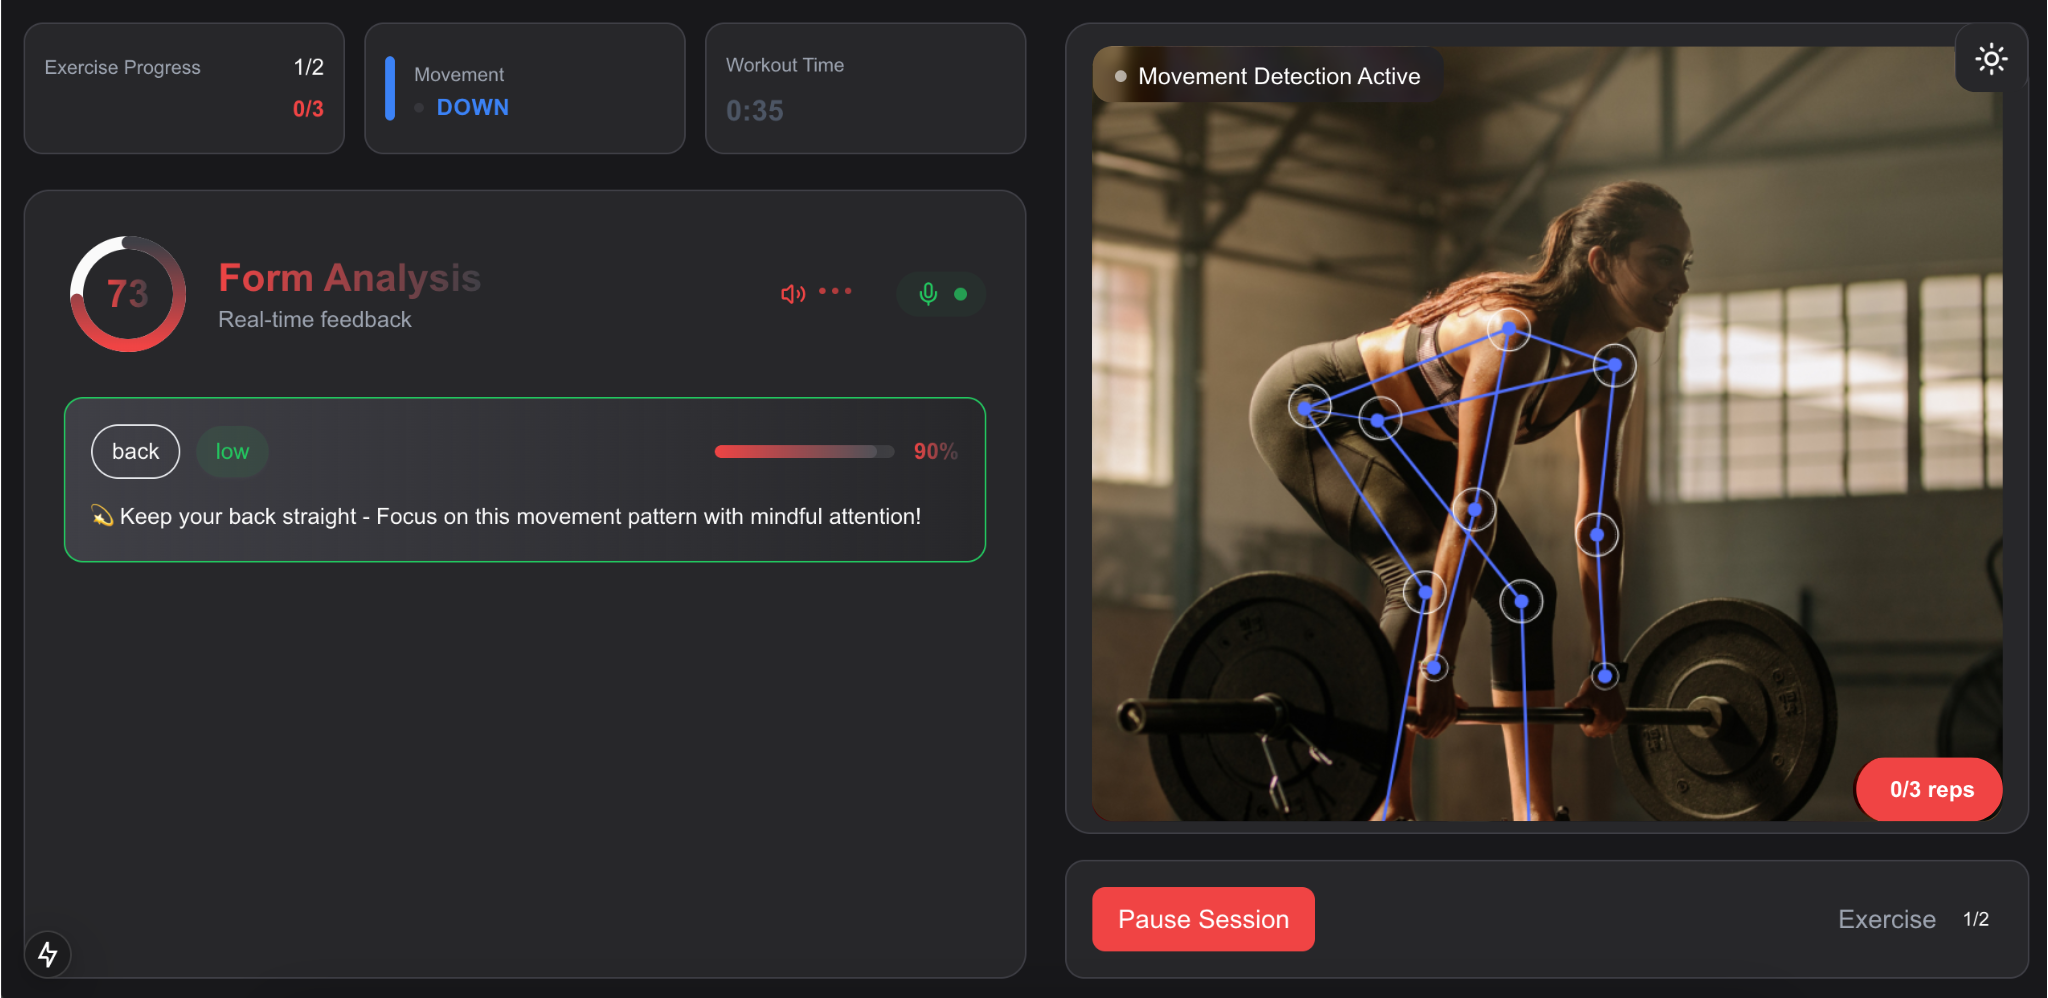 Exercise Progress 1/2
0/3
Movement
DOWN
Workout Time
0:35
73
Form Analysis
Real-time feedback
back low 90%
💫 Keep your back straight - Focus on this movement pattern with mindful attention!
Movement Detection Active
0/3 reps
Pause Session
Exercise 1/2